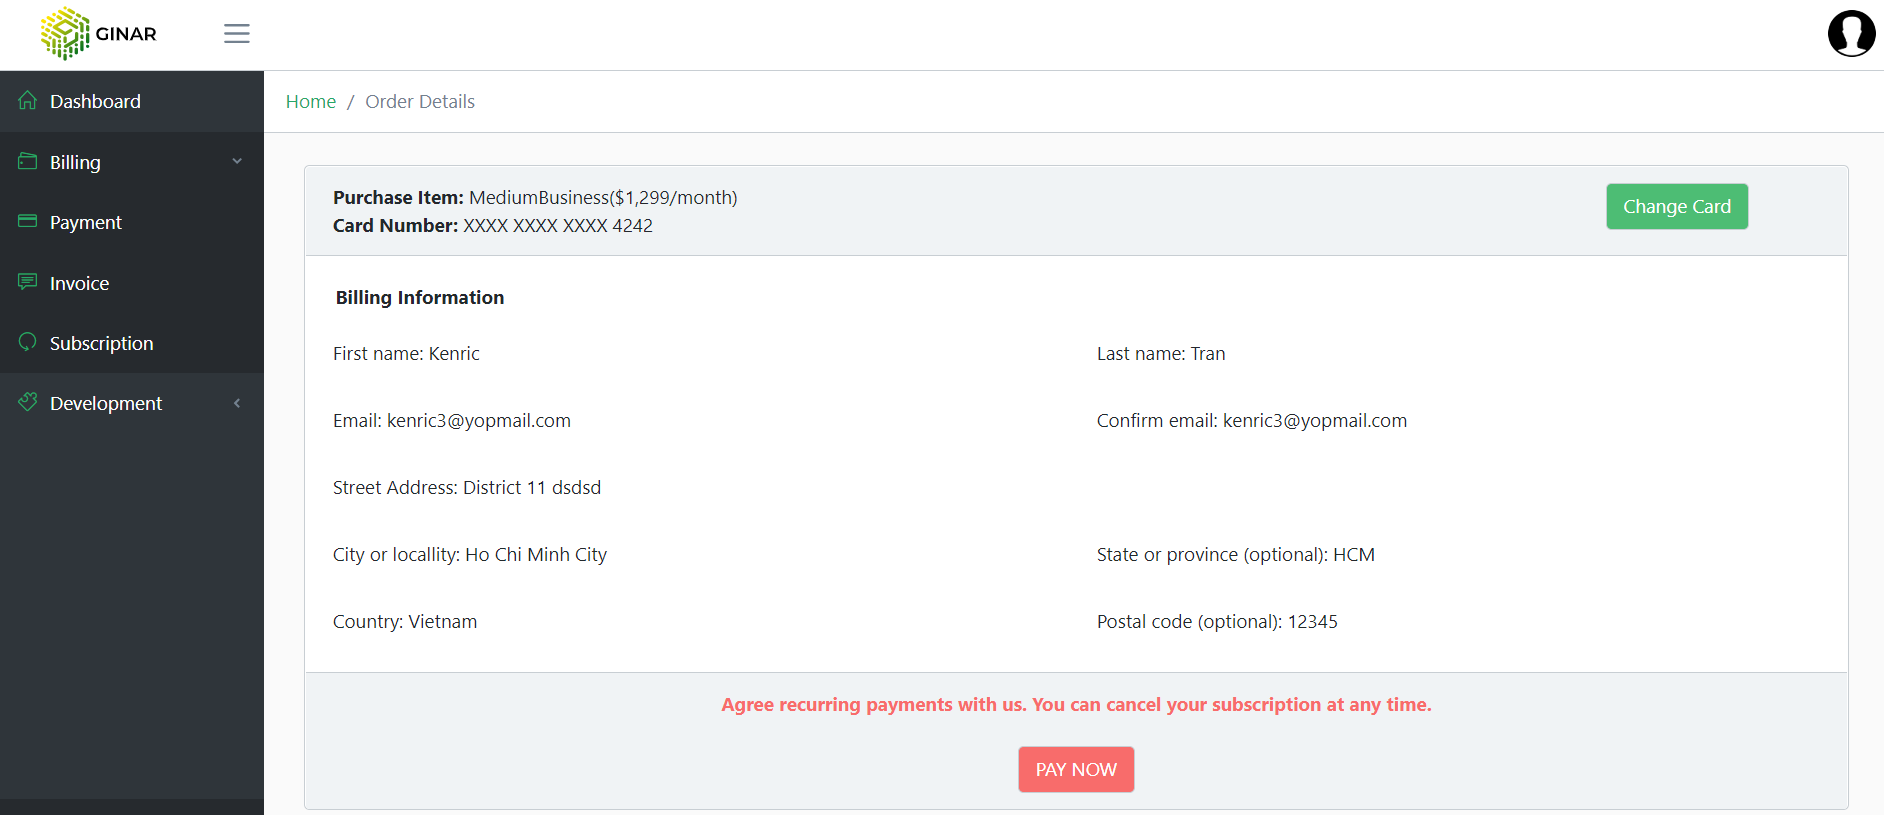 GINAR
Dashboard
Billing
Payment
Invoice
Subscription
Development
Home / Order Details
Purchase Item: MediumBusiness($1,299/month)
Card Number: XXXX XXXX XXXX 4242
Change Card
Billing Information
First name: Kenric
Last name: Tran
Email: kenric3@yopmail.com
Confirm email: kenric3@yopmail.com
Street Address: District 11 dsdsd
City or locallity: Ho Chi Minh City
State or province (optional): HCM
Country: Vietnam
Postal code (optional): 12345
Agree recurring payments with us. You can cancel your subscription at any time.
PAY NOW